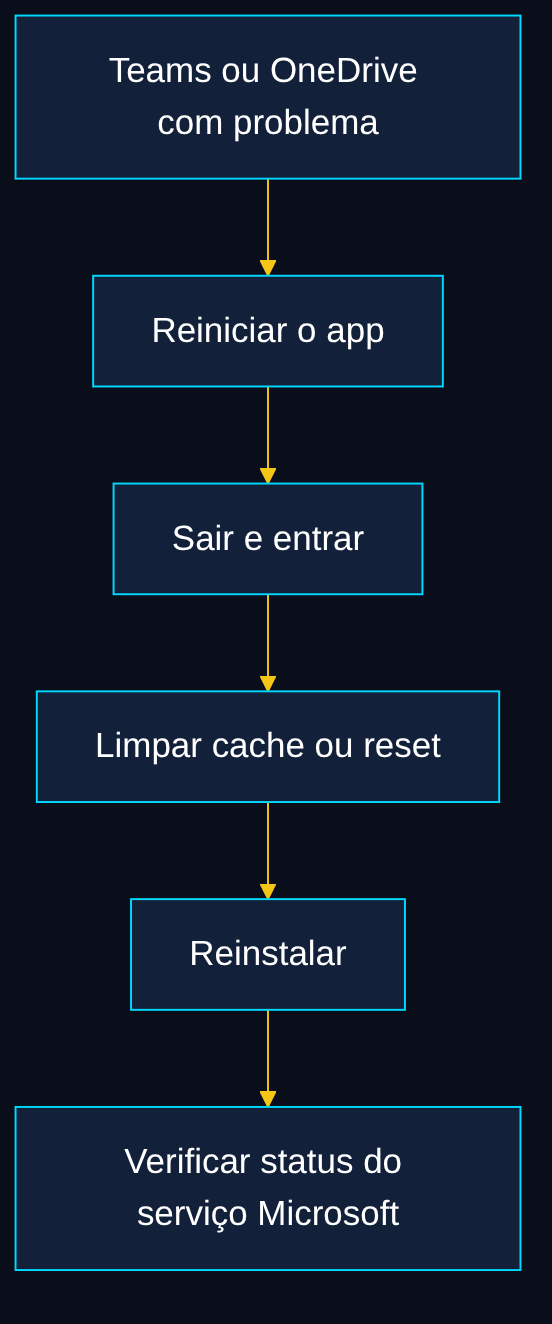 Teams ou OneDrive
com problema
Reiniciar o app
Sair e entrar
Limpar cache ou reset
Reinstalar
Verificar status do
serviço Microsoft